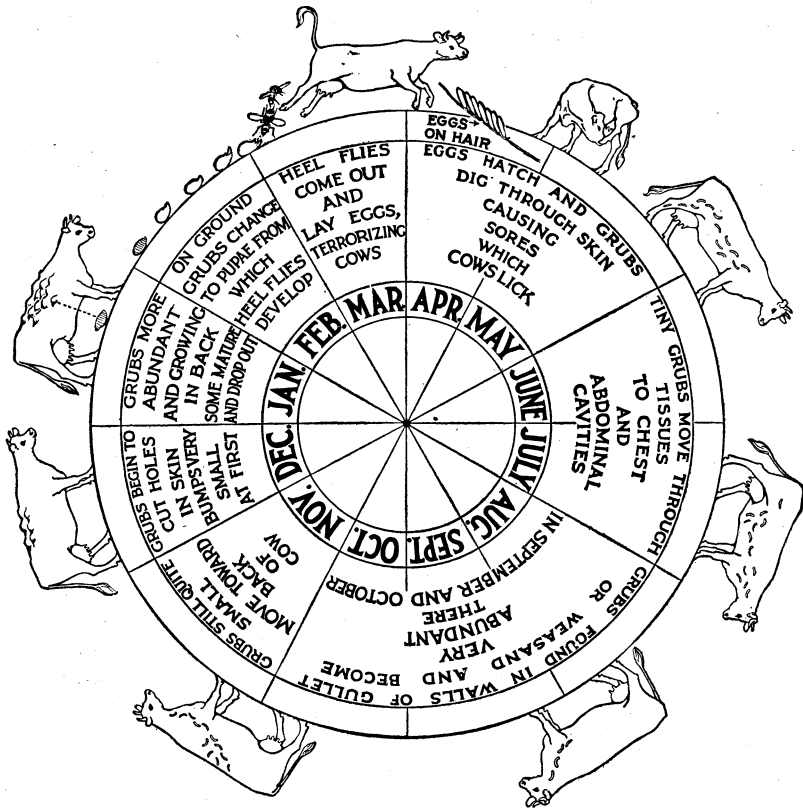 HEEL FLIES
COME OUT
AND
LAY EGGS,
TERRORIZING
COWS
EGGS→
ON HAIR
EGGS HATCH AND GRUBS
DIG THROUGH SKIN
CAUSING
SORES
WHICH
COWS LICK
TINY GRUBS MOVE THROUGH
TISSUES
TO CHEST
AND
ABDOMINAL
CAVITIES
GRUBS FOUND IN WALLS OF GULLET
OR WEASAND AND BECOME
VERY
ABUNDANT
THERE
IN SEPTEMBER AND OCTOBER
GRUBS STILL QUITE
SMALL
MOVE TOWARD
BACK
OF
COW
GRUBS BEGIN TO
CUT HOLES
IN SKIN
BUMPS VERY
SMALL
AT FIRST
GRUBS MORE
ABUNDANT
AND GROWING
IN BACK
SOME MATURE
AND DROP OUT
ON GROUND
GRUBS CHANGE
TO PUPAE FROM
WHICH
HEEL FLIES
DEVELOP
JAN.
FEB.
MAR.
APR.
MAY
JUNE
JULY
AUG.
SEPT.
OCT.
NOV.
DEC.